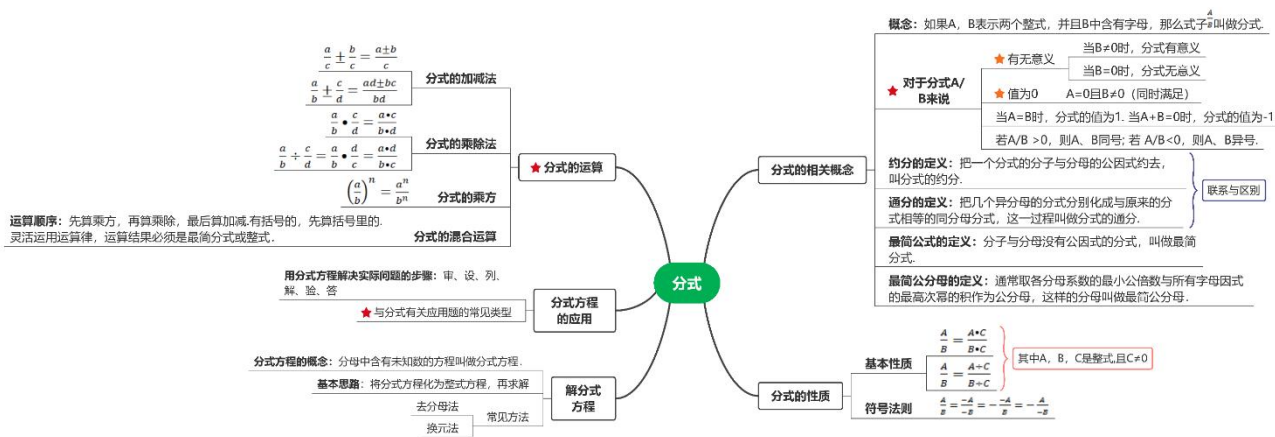 分式
分式的相关概念
概念：如果A，B表示两个整式，并且B中含有字母，那么式子A/B叫做分式.
对于分式A/
B来说
有无意义
当B≠0时，分式有意义
当B=0时，分式无意义
值为0
A=0且B≠0（同时满足）
当A=B时，分式的值为1. 当A+B=0时，分式的值为-1
若A/B >0，则A、B同号; 若 A/B<0，则A、B异号.
约分的定义：把一个分式的分子与分母的公因式约去，
叫分式的约分.
通分的定义：把几个异分母的分式分别化成与原来的分
式相等的同分母分式，这一过程叫做分式的通分.
联系与区别
最简公式的定义：分子与分母没有公因式的分式，叫做最简
分式.
最简公分母的定义：通常取各分母系数的最小公倍数与所有字母因式
的最高次幂的积作为公分母，这样的分母叫做最简公分母.
分式的性质
基本性质
A/B = A•C/B•C
A/B = A÷C/B÷C
其中A，B，C是整式,且C≠0
符号法则
A/B = -A/-B = - -A/B = - A/-B
分式的运算
分式的加减法
a/c ± b/c = a±b/c
a/b ± c/d = ad±bc/bd
分式的乘除法
a/b • c/d = a•c/b•d
a/b ÷ c/d = a/b • d/c = a•d/b•c
分式的乘方
(a/b)^n = a^n/b^n
分式的混合运算
运算顺序：先算乘方，再算乘除，最后算加减.有括号的，先算括号里的.
灵活运用运算律，运算结果必须是最简分式或整式.
分式方程
的应用
用分式方程解决实际问题的步骤：审、设、列、
解、验、答
与分式有关应用题的常见类型
解分式
方程
分式方程的概念：分母中含有未知数的方程叫做分式方程.
基本思路：将分式方程化为整式方程，再求解
常见方法
去分母法
换元法